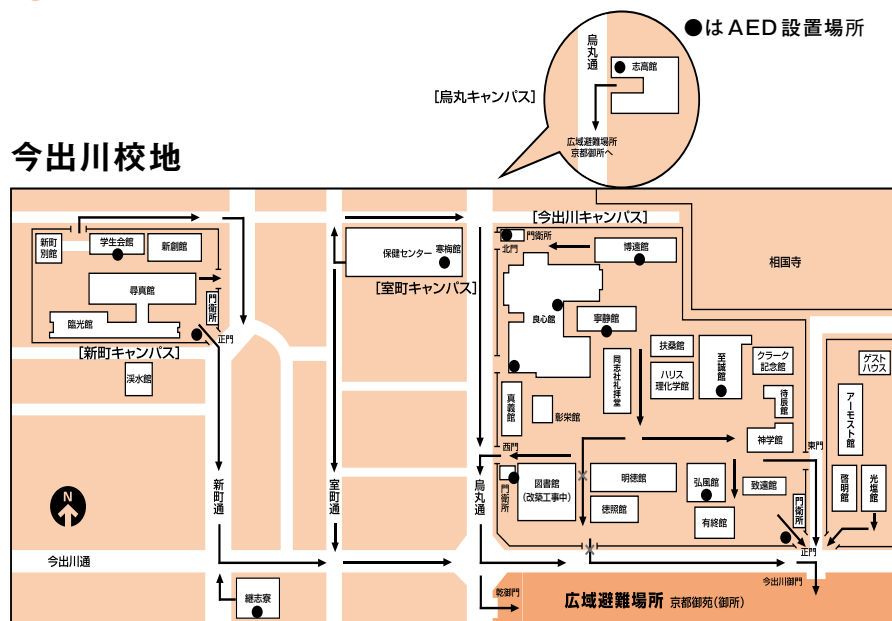 ●はAED設置場所
烏丸通
志高館
[烏丸キャンパス]
広域避難場所
京都御所へ
今出川校地
[今出川キャンパス]
新町
別館
学生会館
新創館
尋真館
臨光館
門衛所
正門
[新町キャンパス]
渓水館
保健センター
寒梅館
[室町キャンパス]
門衛所
北門
博遠館
相国寺
良心館
寧静館
同志社礼拝堂
扶桑館
ハリス
理化学館
至誠館
クラーク
記念館
待辰館
神学館
ゲスト
ハウス
アーモスト館
真義館
彰栄館
西門
東門
門衛所
図書館
(改築工事中)
明徳館
徳照館
弘風館
有終館
致遠館
門衛所
正門
啓明館
光塩館
N
新町通
室町通
烏丸通
今出川通
継志寮
乾御門
今出川御門
広域避難場所 京都御苑(御所)